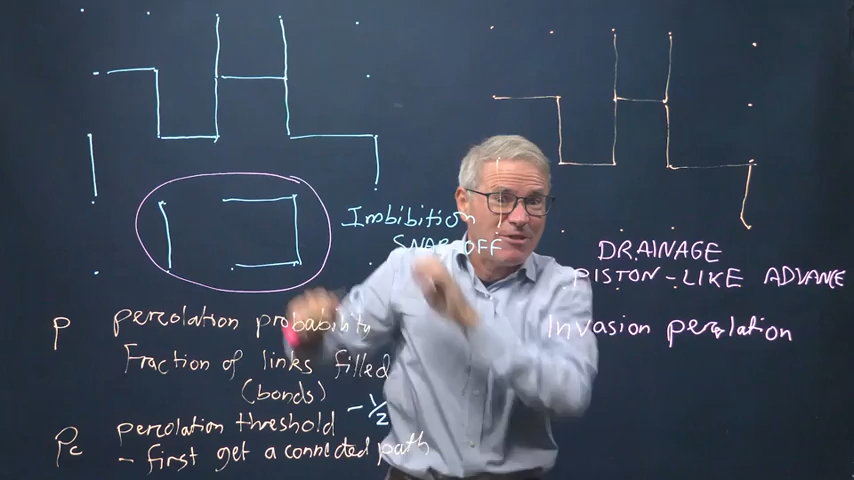 Imbibition
SNAP OFF
p percolation probability
Fraction of links filled
(bonds)
Pc percolation threshold - 1/2
- first get a connected path
DRAINAGE
PISTON-LIKE ADVANCE
Invasion percolation